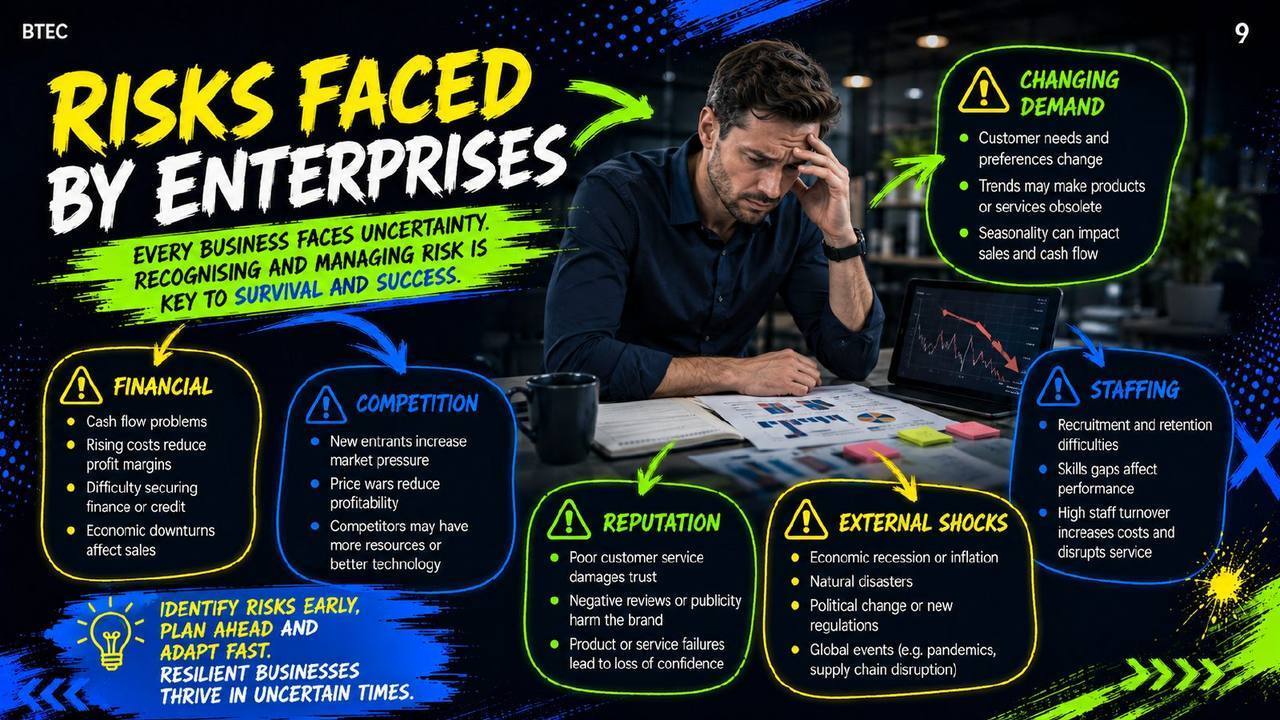 BTEC
9
RISKS FACED
BY ENTERPRISES
EVERY BUSINESS FACES UNCERTAINTY.
RECOGNISING AND MANAGING RISK IS
KEY TO SURVIVAL AND SUCCESS.
CHANGING
DEMAND
Customer needs and
preferences change
Trends may make products
or services obsolete
Seasonality can impact
sales and cash flow
FINANCIAL
Cash flow problems
Rising costs reduce
profit margins
Difficulty securing
finance or credit
Economic downturns
affect sales
COMPETITION
New entrants increase
market pressure
Price wars reduce
profitability
Competitors may have
more resources or
better technology
REPUTATION
Poor customer service
damages trust
Negative reviews or publicity
harm the brand
Product or service failures
lead to loss of confidence
EXTERNAL SHOCKS
Economic recession or inflation
Natural disasters
Political change or new
regulations
Global events (e.g. pandemics,
supply chain disruption)
STAFFING
Recruitment and retention
difficulties
Skills gaps affect
performance
High staff turnover
increases costs and
disrupts service
IDENTIFY RISKS EARLY,
PLAN AHEAD AND
ADAPT FAST.
RESILIENT BUSINESSES
THRIVE IN UNCERTAIN TIMES.